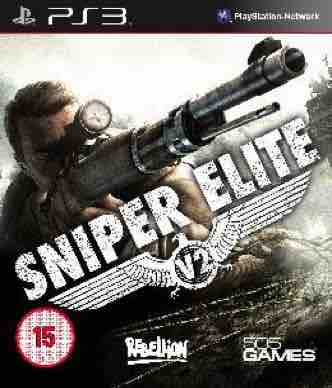 PS3
PlayStation Network
SNIPER ELITE
V2
15
REBELLION
505
GAMES